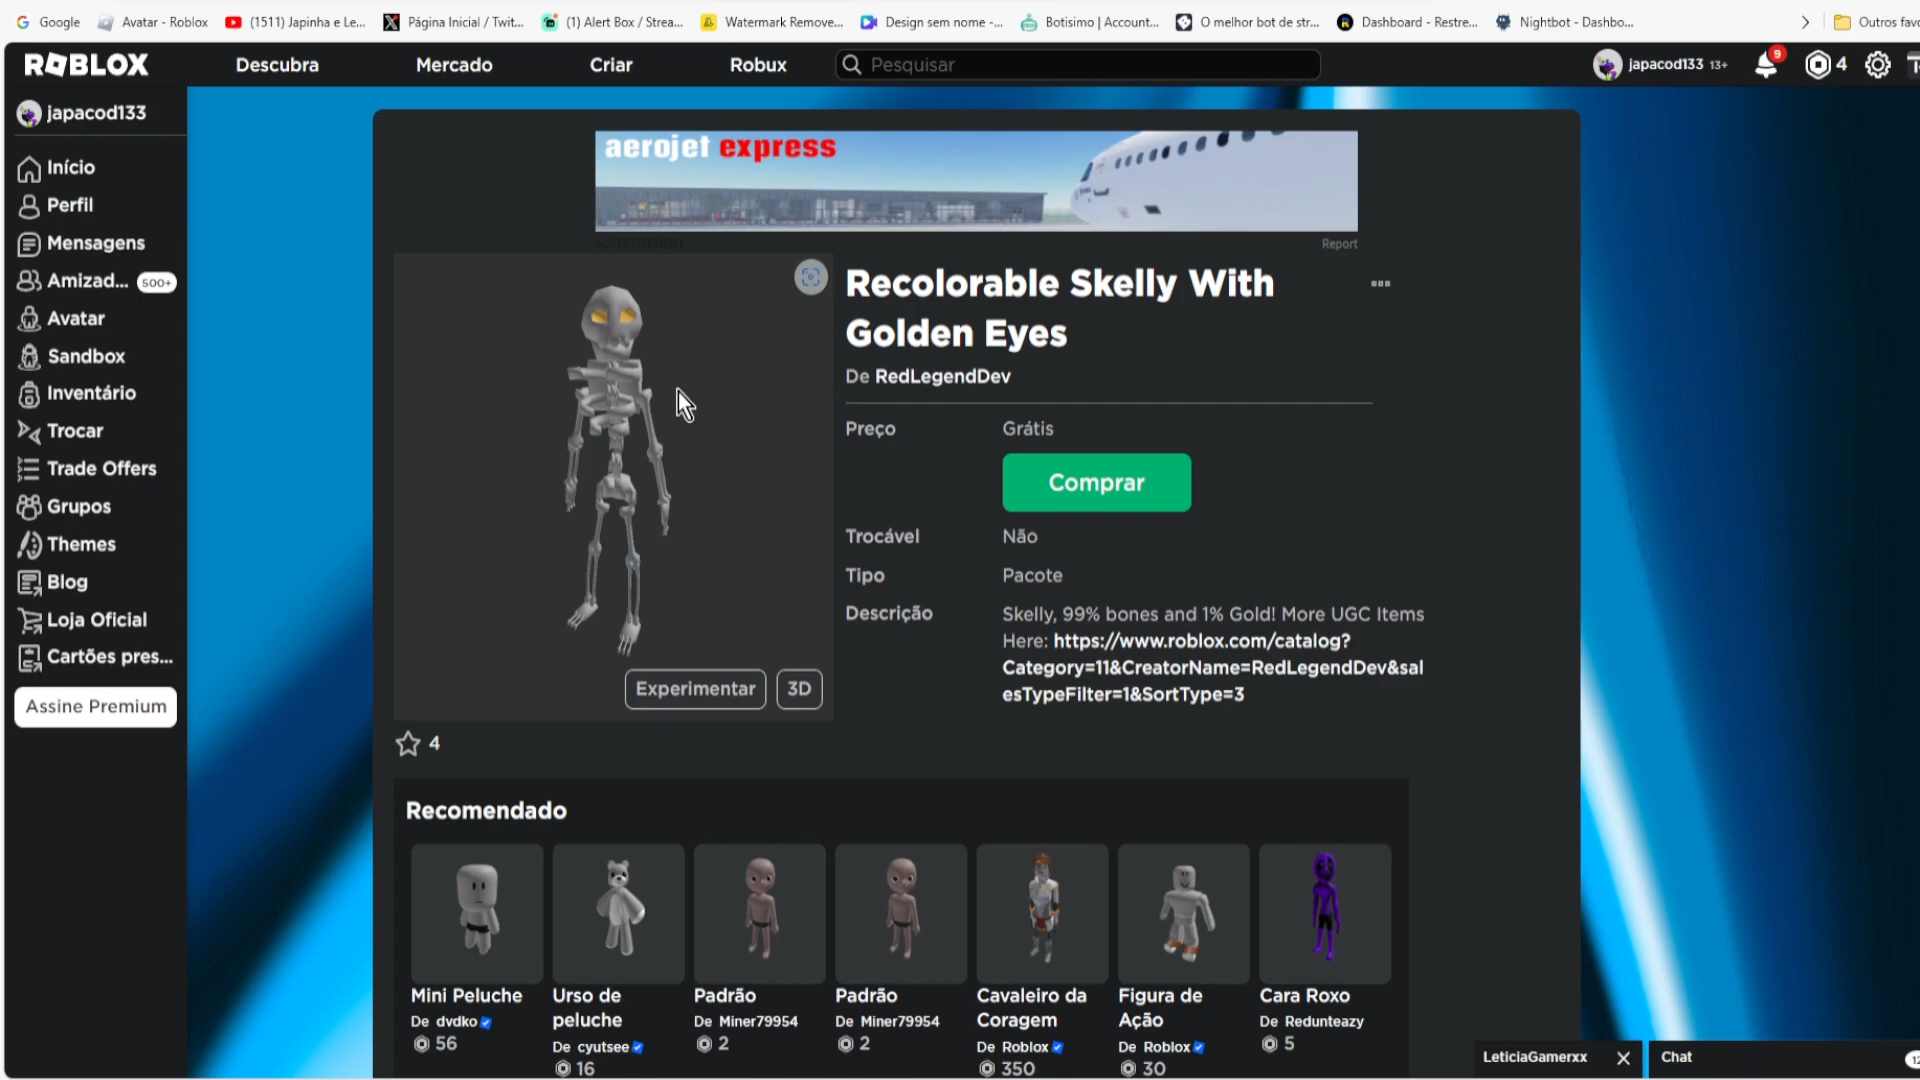 Google
Avatar - Roblox
(1511) Japinha e Le...
Página Inicial / Twit...
(1) Alert Box / Strea...
Watermark Remove...
Design sem nome -...
Botisimo | Account...
O melhor bot de str...
Dashboard - Restre...
Nightbot - Dashbo...
Outros favo
ROBLOX
Descubra
Mercado
Criar
Robux
Pesquisar
japacod133 13+
9
4
japacod133
Início
Perfil
Mensagens
Amizad... 500+
Avatar
Sandbox
Inventário
Trocar
Trade Offers
Grupos
Themes
Blog
Loja Oficial
Cartões pres...
Assine Premium
aerojet express
ADVERTISEMENT
Report
Recolorable Skelly With
Golden Eyes
De RedLegendDev
Preço Grátis
Comprar
Trocável Não
Tipo Pacote
Descrição Skelly, 99% bones and 1% Gold! More UGC Items
Here: https://www.roblox.com/catalog?
Category=11&CreatorName=RedLegendDev&sal
esTypeFilter=1&SortType=3
Experimentar
3D
4
Recomendado
Mini Peluche
De dvdko
56
Urso de
peluche
De cyutsee
16
Padrão
De Miner79954
2
Padrão
De Miner79954
2
Cavaleiro da
Coragem
De Roblox
350
Figura de
Ação
De Roblox
30
Cara Roxo
De Redunteazy
5
LeticiaGamerxx
Chat